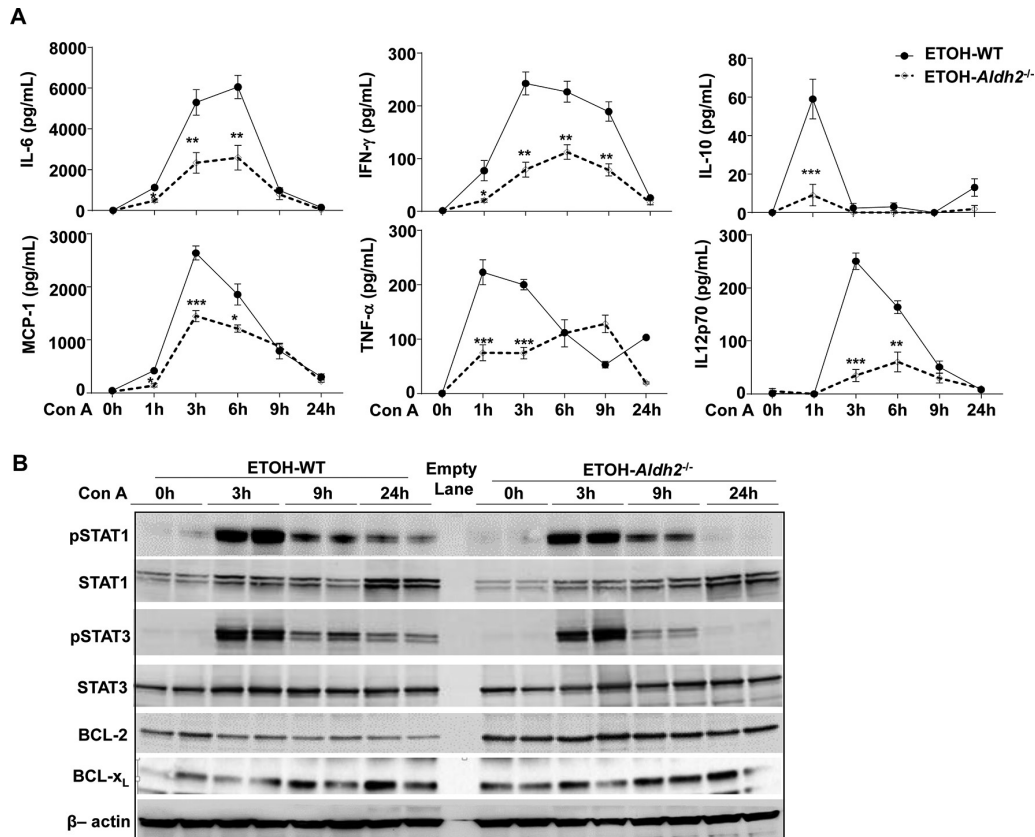 A
ETOH-WT
ETOH-Aldh2-/-
IL-6 (pg/mL)
8000
6000
4000
2000
0
*
**
**
IFN-γ (pg/mL)
300
200
100
0
*
**
**
**
IL-10 (pg/mL)
80
60
40
20
0
***
MCP-1 (pg/mL)
3000
2000
1000
0
*
***
*
Con A 0h 1h 3h 6h 9h 24h
TNF-α (pg/mL)
300
200
100
0
***
***
Con A 0h 1h 3h 6h 9h 24h
IL12p70 (pg/mL)
300
200
100
0
***
**
Con A 0h 1h 3h 6h 9h 24h
B
ETOH-WT Empty Lane ETOH-Aldh2-/-
Con A 0h 3h 9h 24h 0h 3h 9h 24h
pSTAT1
STAT1
pSTAT3
STAT3
BCL-2
BCL-xL
β– actin